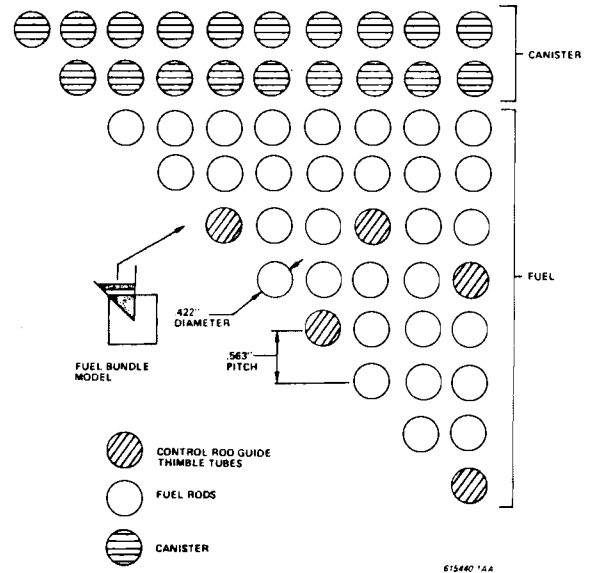 CANISTER
FUEL
.422"
DIAMETER
.563"
PITCH
FUEL BUNDLE
MODEL
CONTROL ROD GUIDE
THIMBLE TUBES
FUEL RODS
CANISTER
615440 1AA